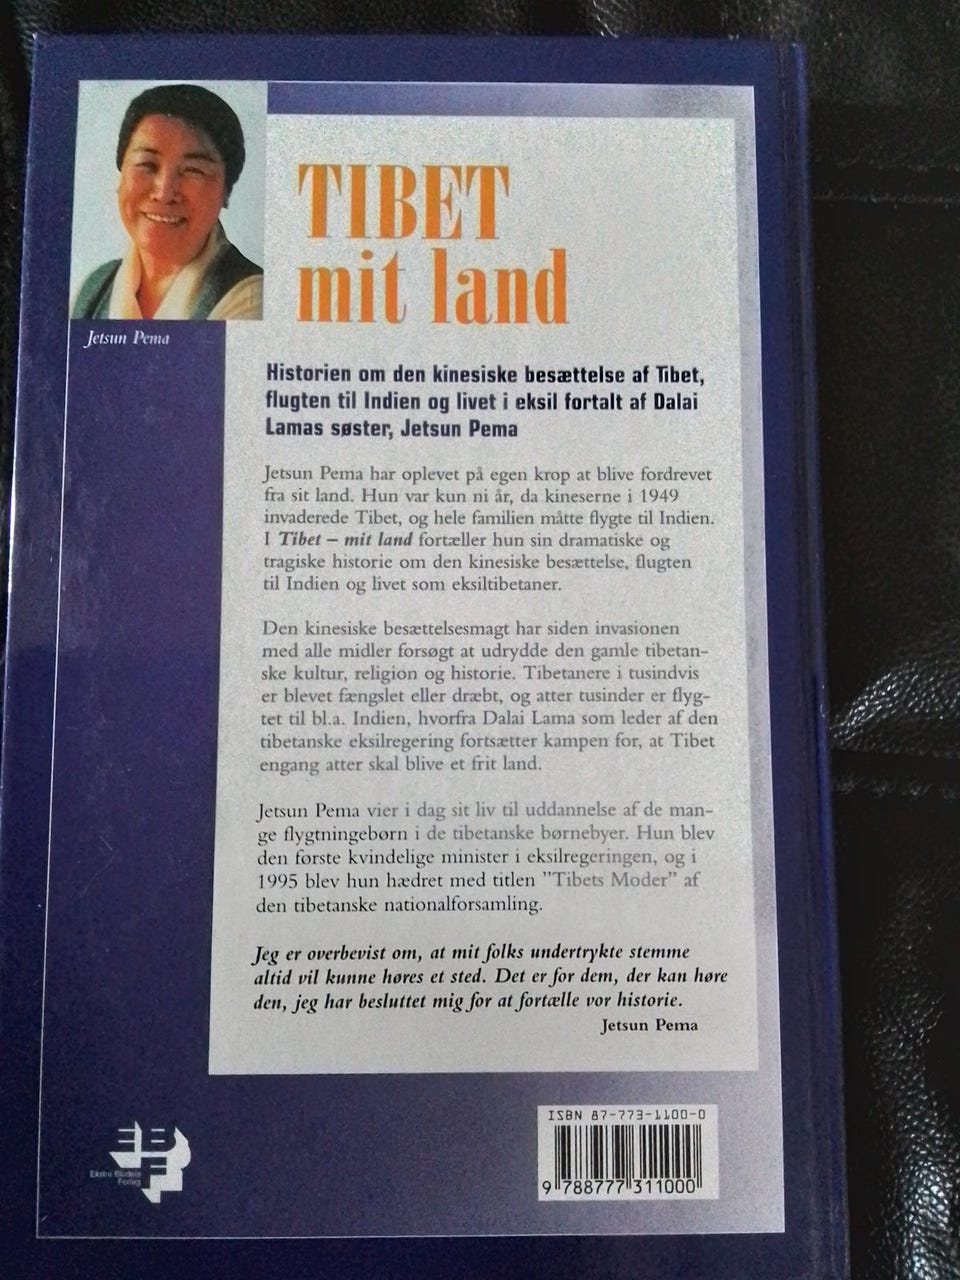 Jetsun Pema
TIBET
mit land
Historien om den kinesiske besættelse af Tibet,
flugten til Indien og livet i eksil fortalt af Dalai
Lamas søster, Jetsun Pema
Jetsun Pema har oplevet på egen krop at blive fordrevet
fra sit land. Hun var kun ni år, da kineserne i 1949
invaderede Tibet, og hele familien måtte flygte til Indien.
I Tibet – mit land fortæller hun sin dramatiske og
tragiske historie om den kinesiske besættelse, flugten
til Indien og livet som eksiltibetaner.
Den kinesiske besættelsesmagt har siden invasionen
med alle midler forsøgt at udrydde den gamle tibetan-
ske kultur, religion og historie. Tibetanere i tusindvis
er blevet fængslet eller dræbt, og atter tusinder er flyg-
tet til bl.a. Indien, hvorfra Dalai Lama som leder af den
tibetanske eksilregering fortsætter kampen for, at Tibet
engang atter skal blive et frit land.
Jetsun Pema vier i dag sit liv til uddannelse af de man-
ge flygtningebørn i de tibetanske børnebyer. Hun blev
den første kvindelige minister i eksilregeringen, og i
1995 blev hun hædret med titlen ”Tibets Moder” af
den tibetanske nationalforsamling.
Jeg er overbevist om, at mit folks undertrykte stemme
altid vil kunne høres et sted. Det er for dem, der kan høre
den, jeg har besluttet mig for at fortælle vor historie.
Jetsun Pema
EBF
Ekstra Bladets
Forlag
ISBN 87-773-1100-0
9 788777 311000